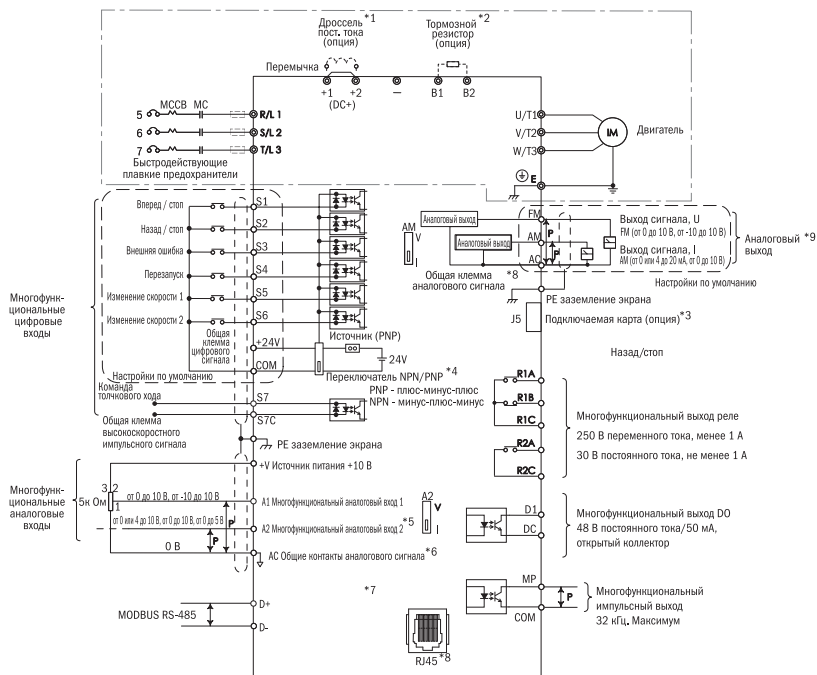 Дроссель *1
пост. тока
(опция)
Тормозной *2
резистор
(опция)
Перемычка
+1
+2
–
B1
B2
(DC+)
MCCB MC
5
R/L 1
6
S/L 2
7
T/L 3
Быстродействующие
плавкие предохранители
U/T1
V/T2
W/T3
IM
Двигатель
E
Вперед / стоп
S1
Назад / стоп
S2
Внешняя ошибка
S3
Перезапуск
S4
Изменение скорости 1
S5
Изменение скорости 2
S6
Многофунк-
циональные
цифровые
входы
Общая
клемма
цифрового
сигнала
+24V
COM
Настройки по умолчанию
Источник (PNP)
24V
Переключатель NPN/PNP *4
PNP - плюс-минус-плюс
NPN - минус-плюс-минус
Команда
толчкового хода
S7
S7C
Общая клемма
высокоскоростного
импульсного сигнала
PE заземление экрана
AM
V
I
Аналоговый выход
Аналоговый выход
FM
AM
AC
P
P
Общая клемма *8
аналогового сигнала
Выход сигнала, U
FM (от 0 до 10 В, от -10 до 10 В)
Выход сигнала, I
AM (от 0 или 4 до 20 мА, от 0 до 10 В)
Аналоговый *9
выход
Настройки по умолчанию
PE заземление экрана
J5
Подключаемая карта (опция)*3
Назад/стоп
R1A
R1B
R1C
R2A
R2C
Многофункциональный выход реле
250 В переменного тока, менее 1 А
30 В постоянного тока, не менее 1 А
Многофунк-
циональные
аналоговые
входы
+V Источник питания +10 В
3
2
1
5к Ом
от 0 до 10 В, от -10 до 10 В
A1 Многофункциональный аналоговый вход 1
от 0 или 4 до 10 В, от 0 до 10 В, от 0 до 5 В
A2 Многофункциональный аналоговый вход 2 *5
P
P
0 В
AC Общие контакты аналогового сигнала*6
A2
V
I
D1
DC
Многофункциональный выход DO
48 В постоянного тока/50 мА,
открытый коллектор
MP
P
COM
Многофункциональный
импульсный выход
32 кГц. Максимум
*7
MODBUS RS-485
D+
D-
RJ45 *8